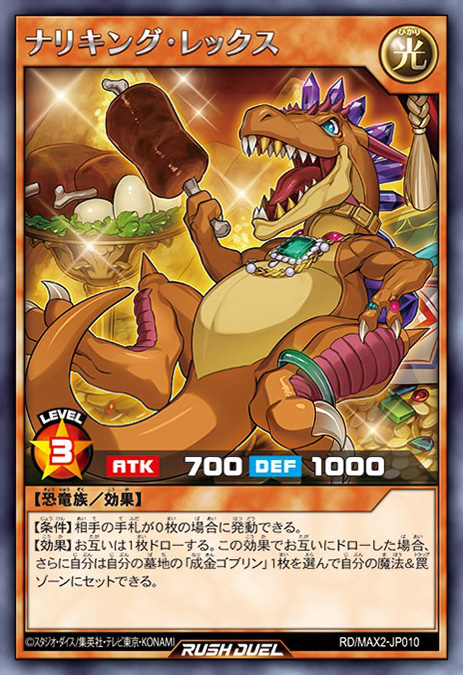 ナリキング・レックス
ひかり
光
LEVEL
3
ATK 700 DEF 1000
【恐竜族／効果】
【条件】相手の手札が0枚の場合に発動できる。
【効果】お互いは1枚ドローする。この効果でお互いにドローした場合、
さらに自分は自分の墓地の「成金ゴブリン」1枚を選んで自分の魔法&罠
ゾーンにセットできる。
©スタジオ・ダイス/集英社・テレビ東京・KONAMI
RUSH DUEL
RD/MAX2-JP010